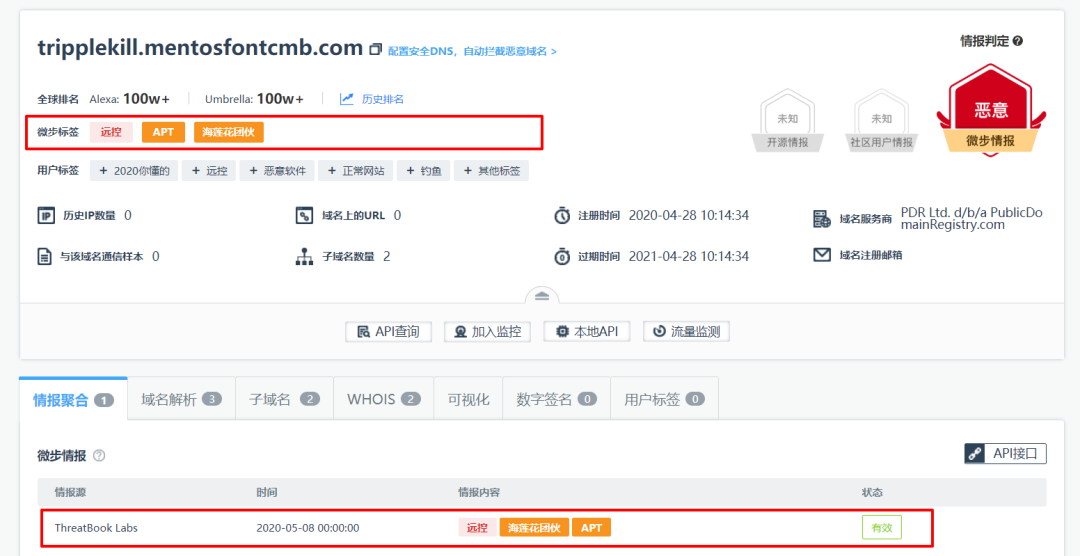 tripplekill.mentosfontcmb.com 配置安全DNS，自动拦截恶意域名 >
情报判定
全球排名 Alexa: 100w+ Umbrella: 100w+ 历史排名
未知 开源情报
未知 社区用户情报
恶意 微步情报
微步标签 远控 APT 海莲花团伙
用户标签 + 2020你懂的 + 远控 + 恶意软件 + 正常网站 + 钓鱼 + 其他标签
IP 历史IP数量 0 域名上的URL 0 注册时间 2020-04-28 10:14:34 域名服务商 PDR Ltd. d/b/a PublicDo
mainRegistry.com
与该域名通信样本 0 子域名数量 2 过期时间 2021-04-28 10:14:34 域名注册邮箱
API查询 加入监控 本地API 流量监测
情报聚合 1 域名解析 3 子域名 2 WHOIS 2 可视化 数字签名 0 用户标签 0
微步情报 API接口
情报源 时间 情报内容 状态
ThreatBook Labs 2020-05-08 00:00:00 远控 海莲花团伙 APT 有效